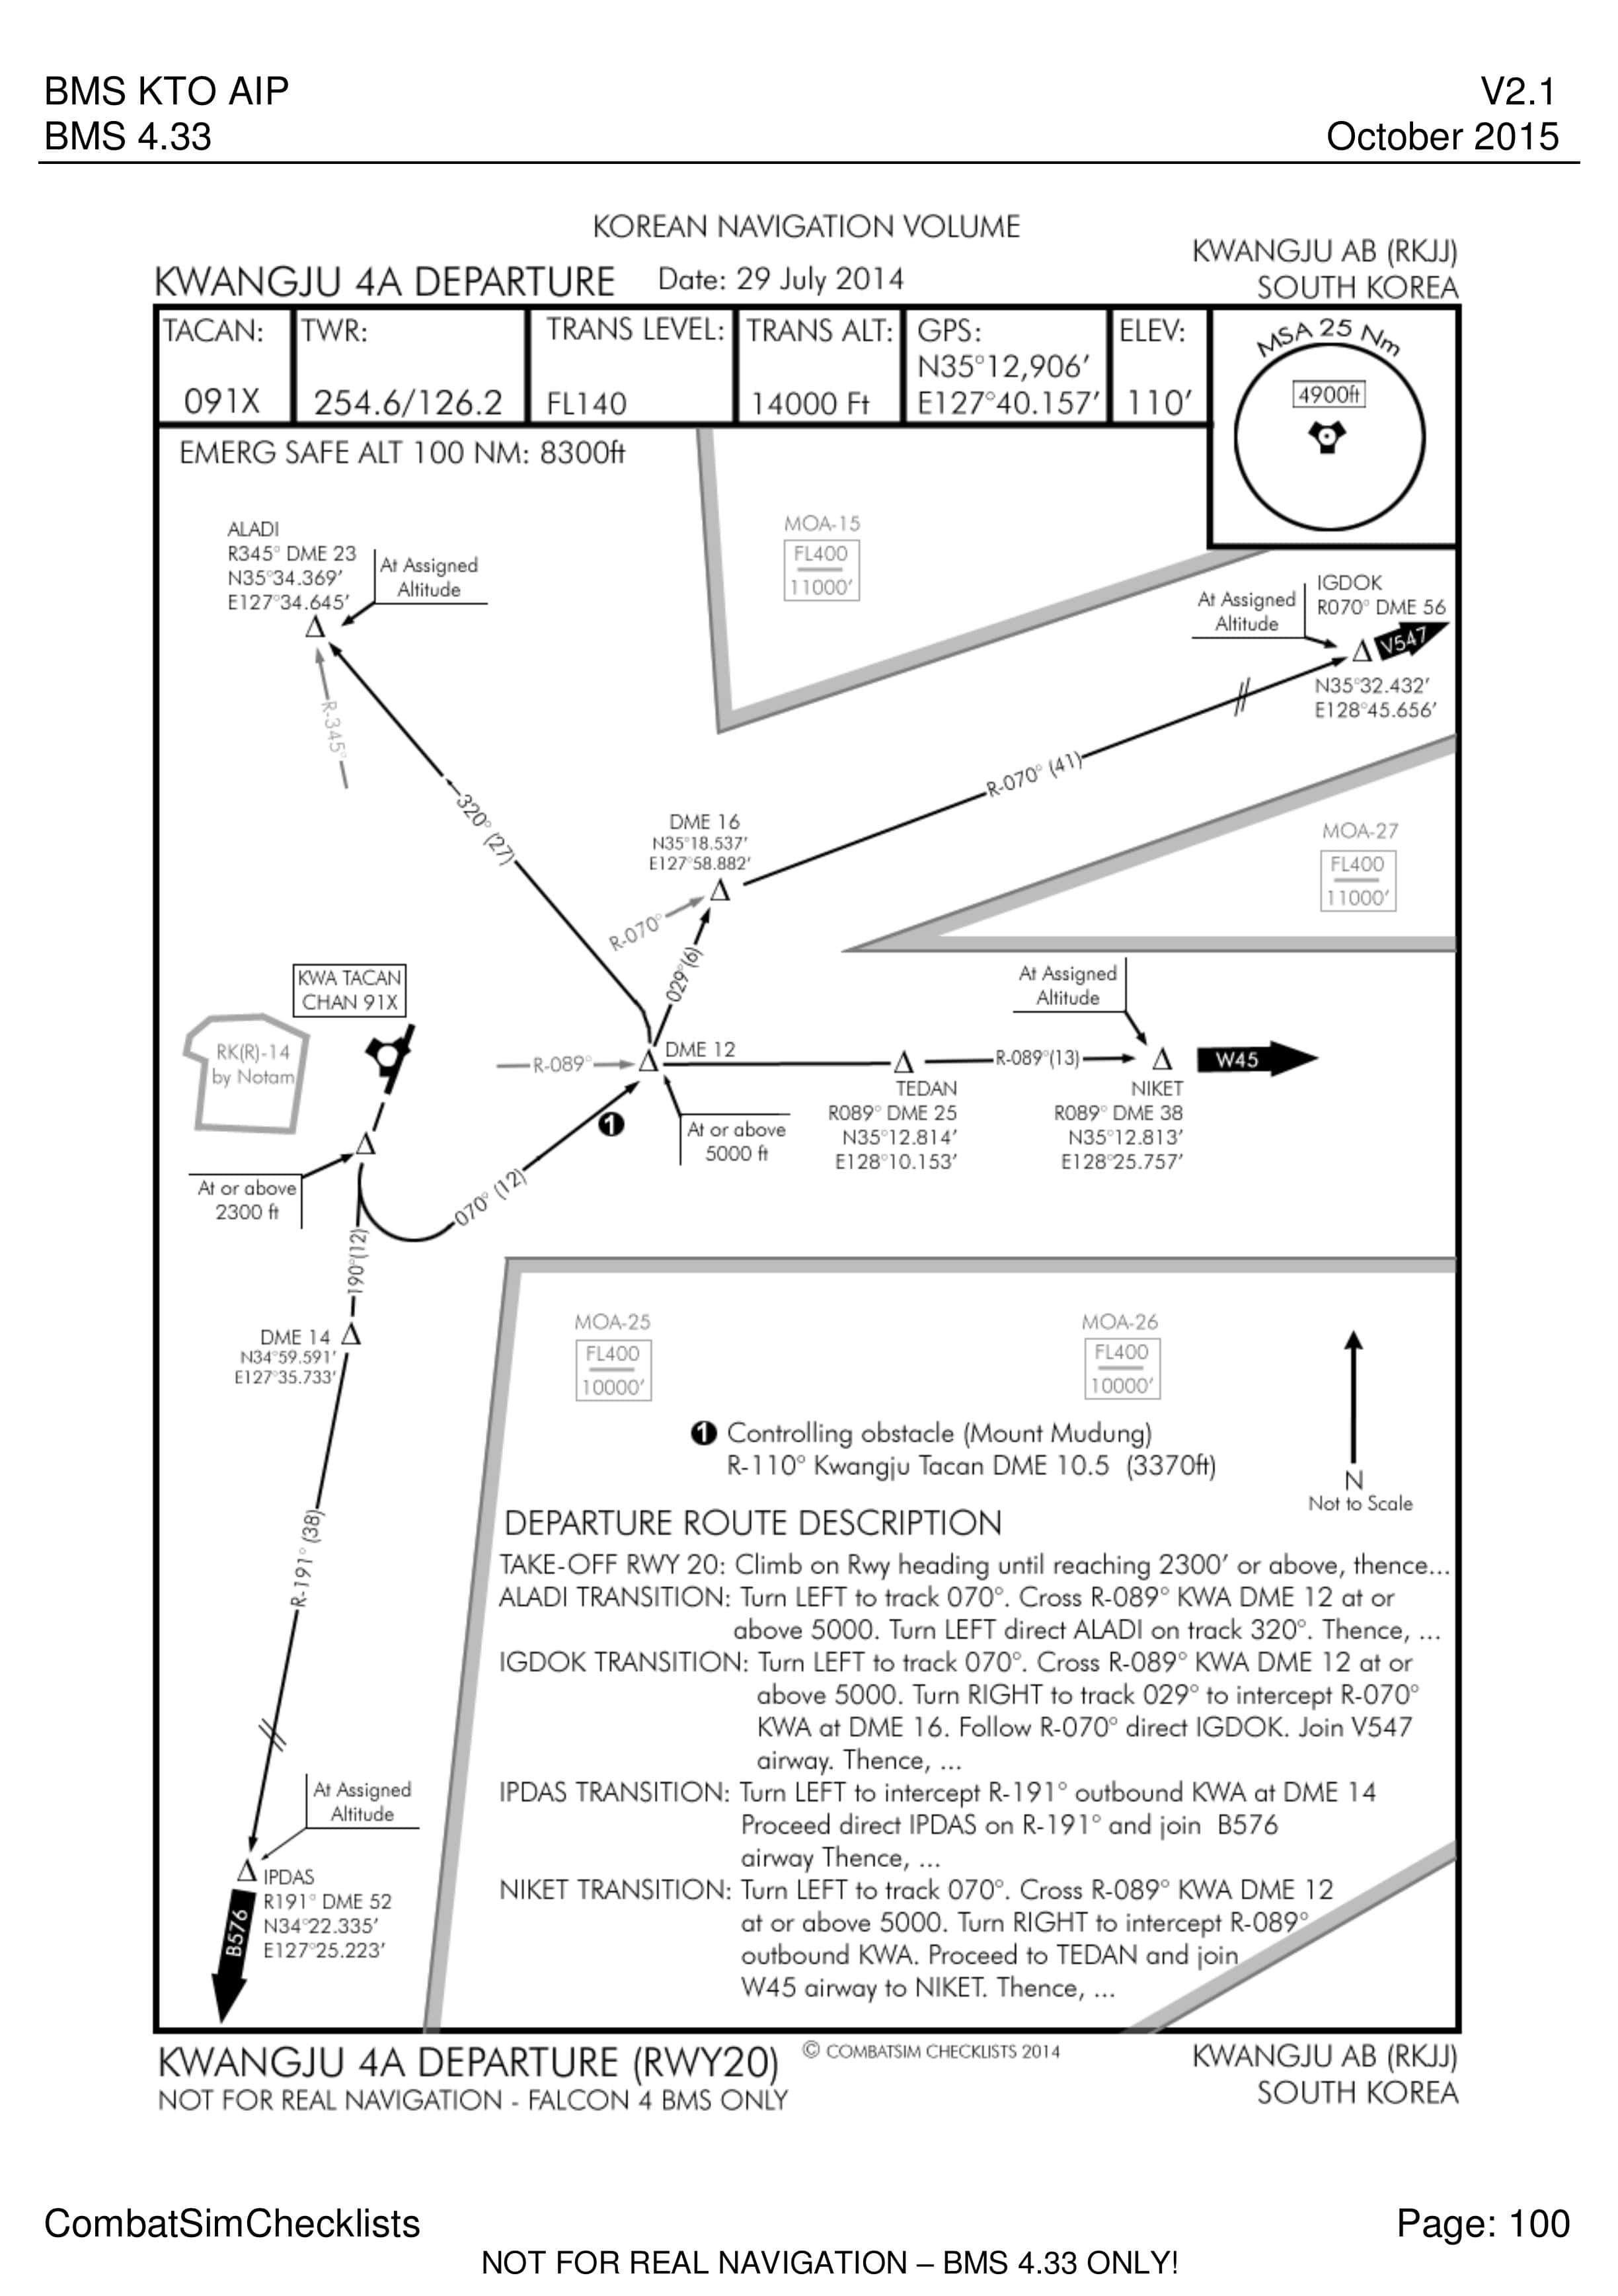 BMS KTO AIP
V2.1
BMS 4.33
October 2015
KOREAN NAVIGATION VOLUME
KWANGJU AB (RKJJ)
KWANGJU 4A DEPARTURE
Date: 29 July 2014
SOUTH KOREA
TACAN:
091X
TWR:
254.6/126.2
TRANS LEVEL:
FL140
TRANS ALT:
14000 Ft
GPS:
N35°12,906′
E127°40.157′
ELEV:
110′
MSA 25 Nm
4900ft
EMERG SAFE ALT 100 NM: 8300ft
ALADI
R345° DME 23
N35°34.369′
E127°34.645′
At Assigned
Altitude
R-345°
MOA-15
FL400
11000′
At Assigned
Altitude
IGDOK
R070° DME 56
V547
N35°32.432′
E128°45.656′
R-070° (41)
320° (27)
DME 16
N35°18.537′
E127°58.882′
R-070°
029°(6)
MOA-27
FL400
11000′
KWA TACAN
CHAN 91X
RK(R)-14
by Notam
R-089°
DME 12
R-089°(13)
At Assigned
Altitude
W45
TEDAN
R089° DME 25
N35°12.814′
E128°10.153′
NIKET
R089° DME 38
N35°12.813′
E128°25.757′
1
At or above
5000 ft
At or above
2300 ft
070° (12)
190°(12)
DME 14
N34°59.591′
E127°35.733′
R-191° (38)
MOA-25
FL400
10000′
MOA-26
FL400
10000′
1 Controlling obstacle (Mount Mudung)
R-110° Kwangju Tacan DME 10.5 (3370ft)
N
Not to Scale
DEPARTURE ROUTE DESCRIPTION
TAKE-OFF RWY 20: Climb on Rwy heading until reaching 2300′ or above, thence...
ALADI TRANSITION: Turn LEFT to track 070°. Cross R-089° KWA DME 12 at or
above 5000. Turn LEFT direct ALADI on track 320°. Thence, ...
IGDOK TRANSITION: Turn LEFT to track 070°. Cross R-089° KWA DME 12 at or
above 5000. Turn RIGHT to track 029° to intercept R-070°
KWA at DME 16. Follow R-070° direct IGDOK. Join V547
airway. Thence, ...
IPDAS TRANSITION: Turn LEFT to intercept R-191° outbound KWA at DME 14
Proceed direct IPDAS on R-191° and join B576
airway Thence, ...
NIKET TRANSITION: Turn LEFT to track 070°. Cross R-089° KWA DME 12
at or above 5000. Turn RIGHT to intercept R-089°
outbound KWA. Proceed to TEDAN and join
W45 airway to NIKET. Thence, ...
At Assigned
Altitude
IPDAS
R191° DME 52
N34°22.335′
E127°25.223′
B576
KWANGJU 4A DEPARTURE (RWY20)
© COMBATSIM CHECKLISTS 2014
KWANGJU AB (RKJJ)
NOT FOR REAL NAVIGATION - FALCON 4 BMS ONLY
SOUTH KOREA
CombatSimChecklists
Page: 100
NOT FOR REAL NAVIGATION – BMS 4.33 ONLY!